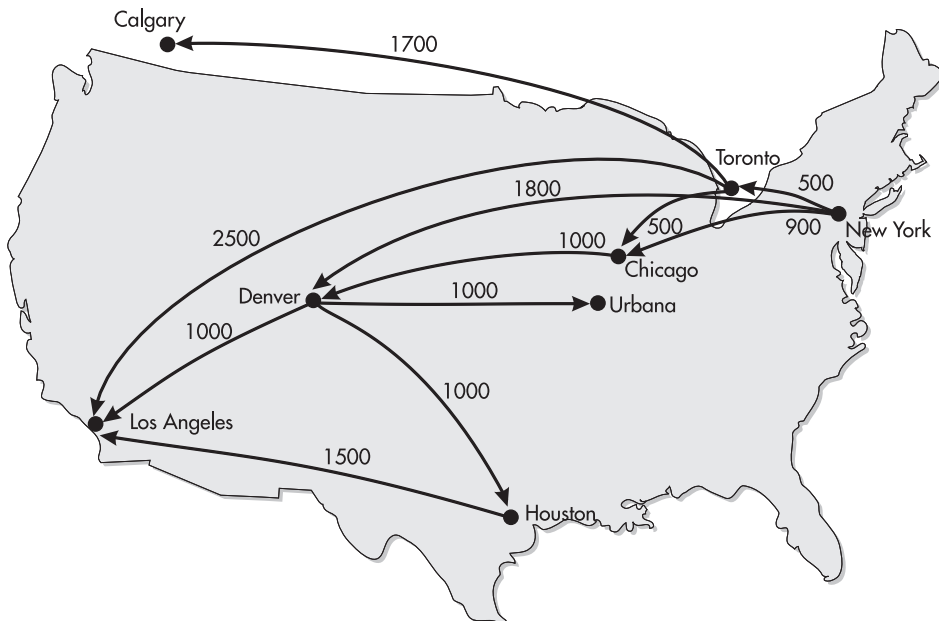 Calgary
1700
Toronto
500
1800
New York
900
500
2500
1000
Chicago
Denver
1000
Urbana
1000
1000
Los Angeles
1500
Houston